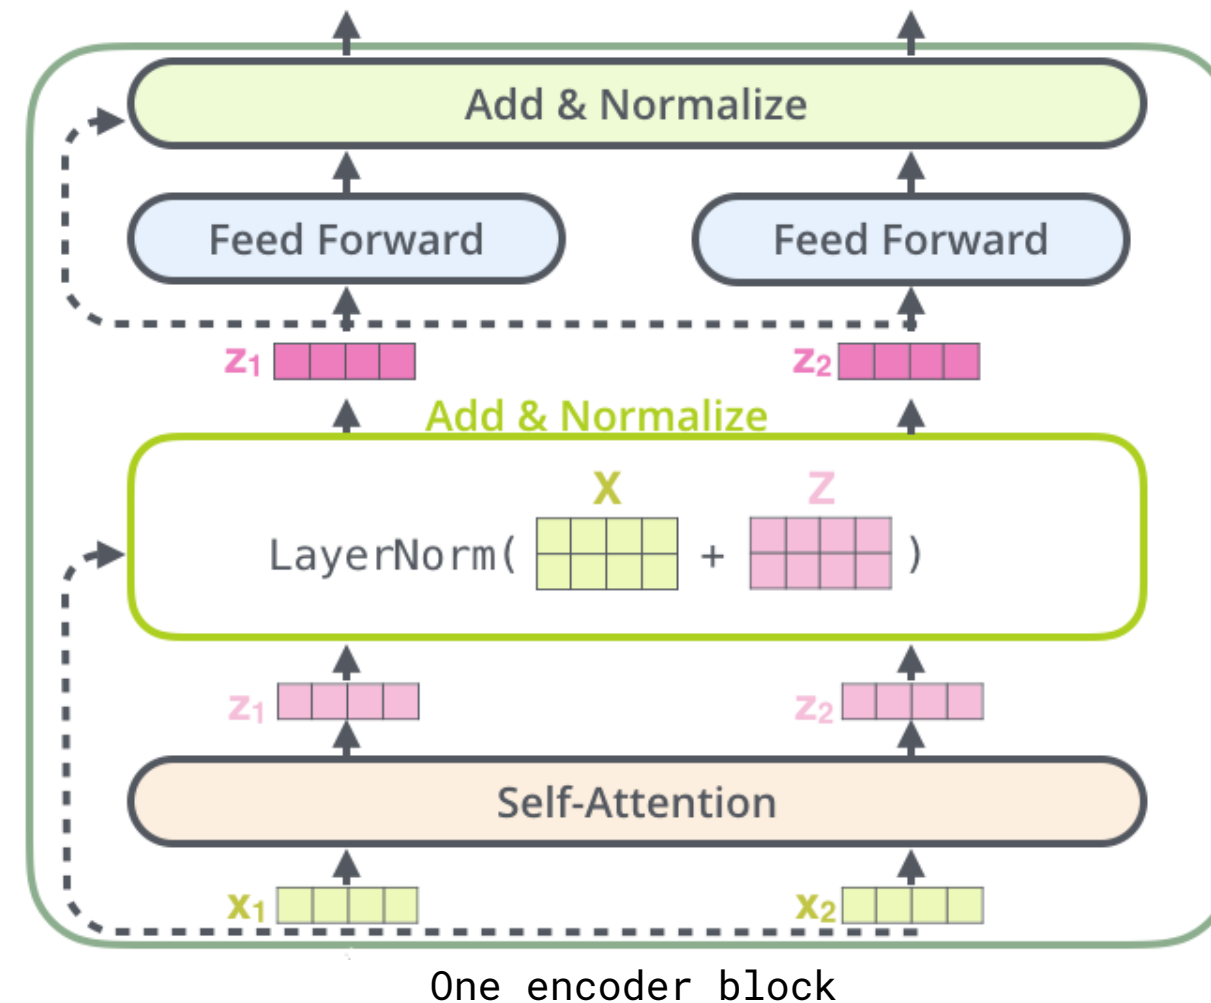 Add & Normalize
Feed Forward Feed Forward
z1 z2
Add & Normalize
X Z
LayerNorm( + )
z1 z2
Self-Attention
x1 x2
One encoder block